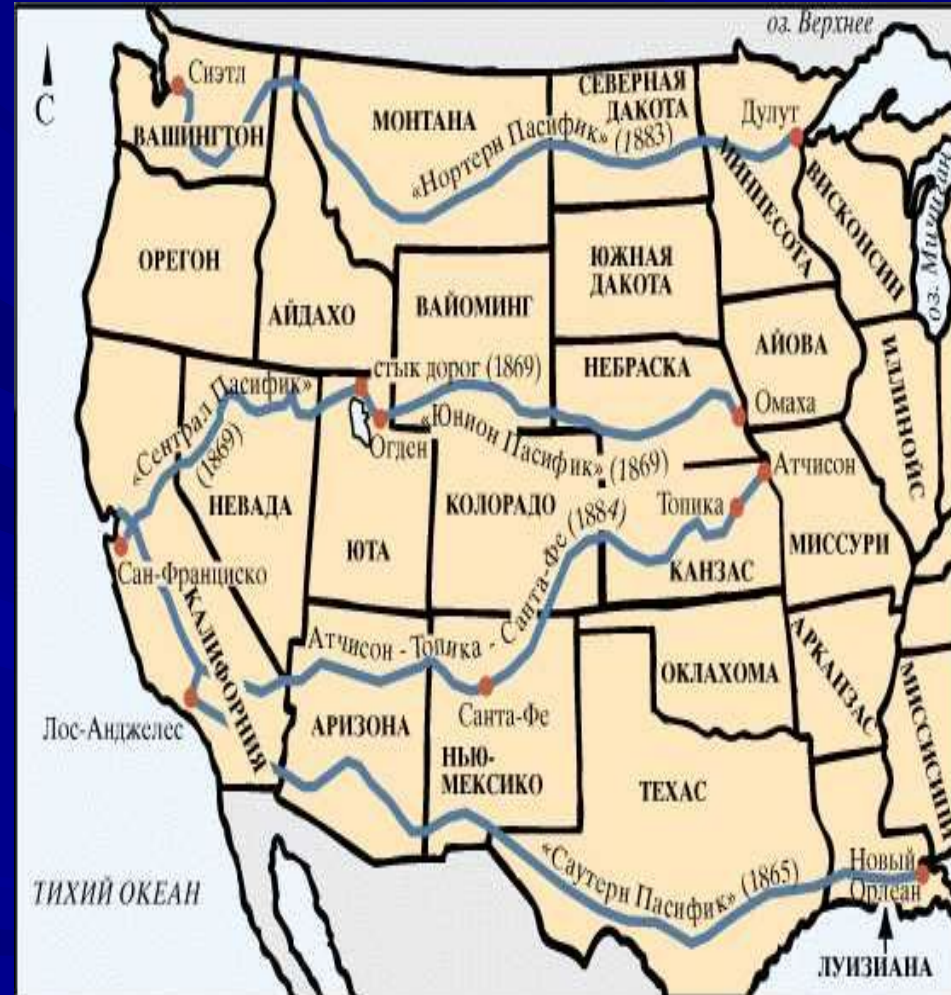 оз. Верхнее
С
Сиэтл
ВАШИНГТОН
МОНТАНА
СЕВЕРНАЯ
ДАКОТА
Дулут
«Нортерн Пасифик» (1883)
МИННЕСОТА
ВИСКОНСИН
оз. Мичиган
ОРЕГОН
АЙДАХО
ВАЙОМИНГ
ЮЖНАЯ
ДАКОТА
АЙОВА
ИЛЛИНОЙС
НЕБРАСКА
стык дорог (1869)
«Сентрал Пасифик»
(1869)
Огден
«Юнион Пасифик» (1869)
Омаха
Атчисон
Топика
НЕВАДА
ЮТА
КОЛОРАДО
КАНЗАС
МИССУРИ
Сан-Франциско
КАЛИФОРНИЯ
Атчисон - Топика - Санта-Фе (1884)
Лос-Анджелес
АРИЗОНА
Санта-Фе
НЬЮ-
МЕКСИКО
ОКЛАХОМА
АРКАНЗАС
МИССИСИПИ
ТЕХАС
«Саутерн Пасифик» (1865)
Новый
Орлеан
ТИХИЙ ОКЕАН
ЛУИЗИАНА